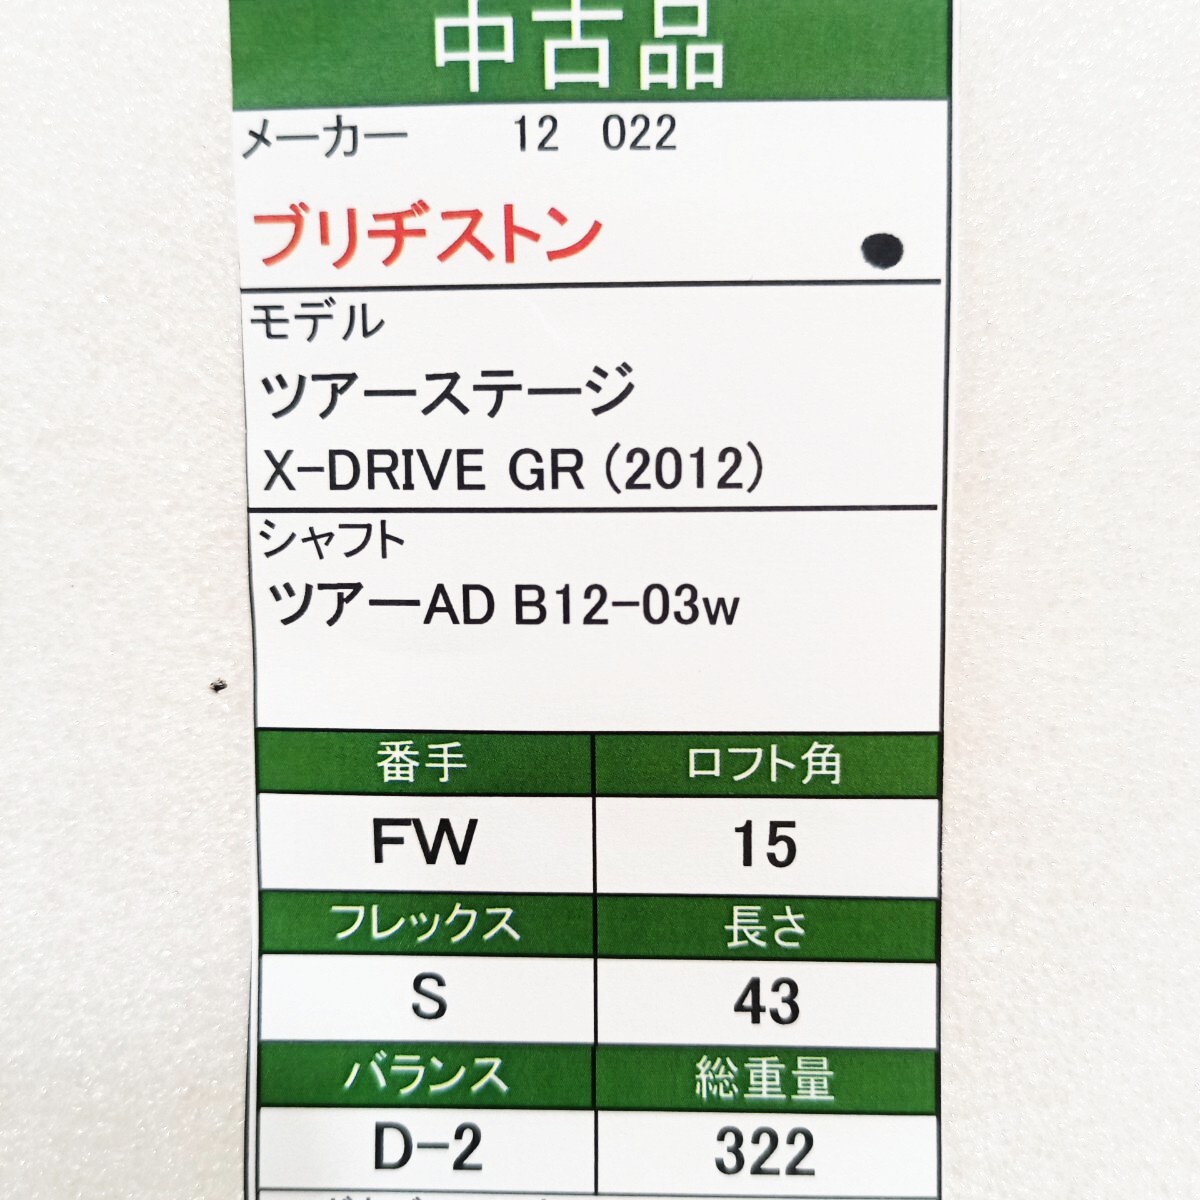 中古品
メーカー 12 022
ブリヂストン
モデル
ツアーステージ
X-DRIVE GR (2012)
シャフト
ツアーAD B12-03w
番手 ロフト角
FW 15
フレックス 長さ
S 43
バランス 総重量
D-2 322